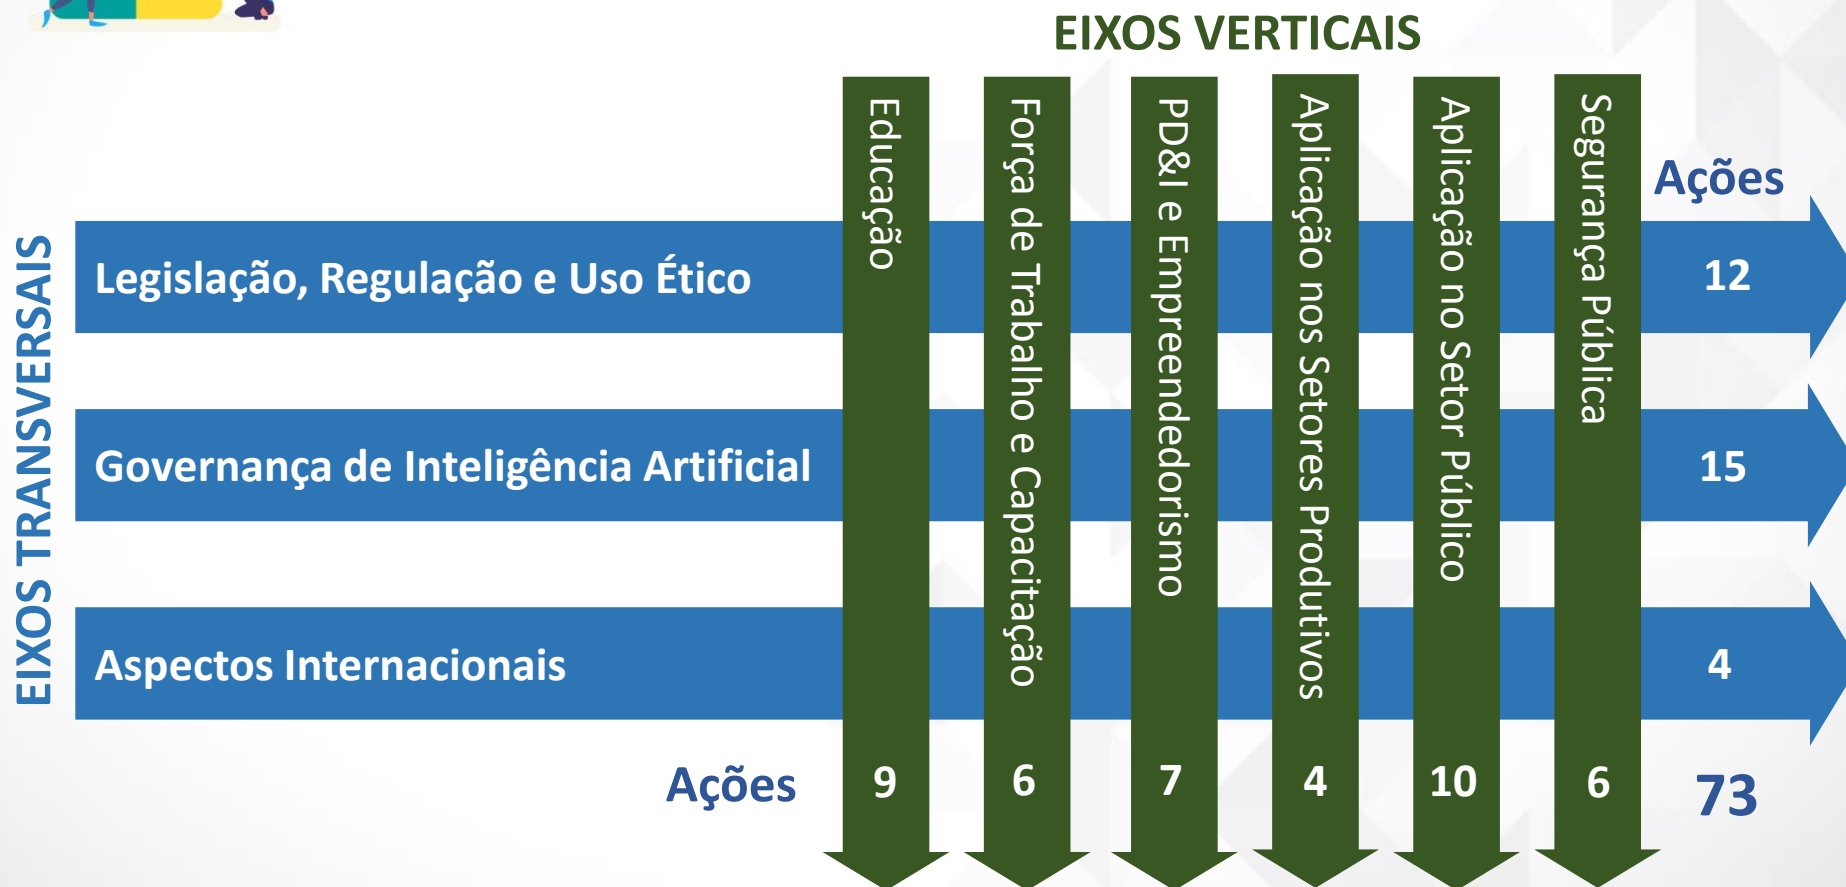 EIXOS VERTICAIS
EIXOS TRANSVERSAIS
Educação
Força de Trabalho e Capacitação
PD&I e Empreendedorismo
Aplicação nos Setores Produtivos
Aplicação no Setor Público
Segurança Pública
Ações
Legislação, Regulação e Uso Ético
12
Governança de Inteligência Artificial
15
Aspectos Internacionais
4
Ações
9
6
7
4
10
6
73